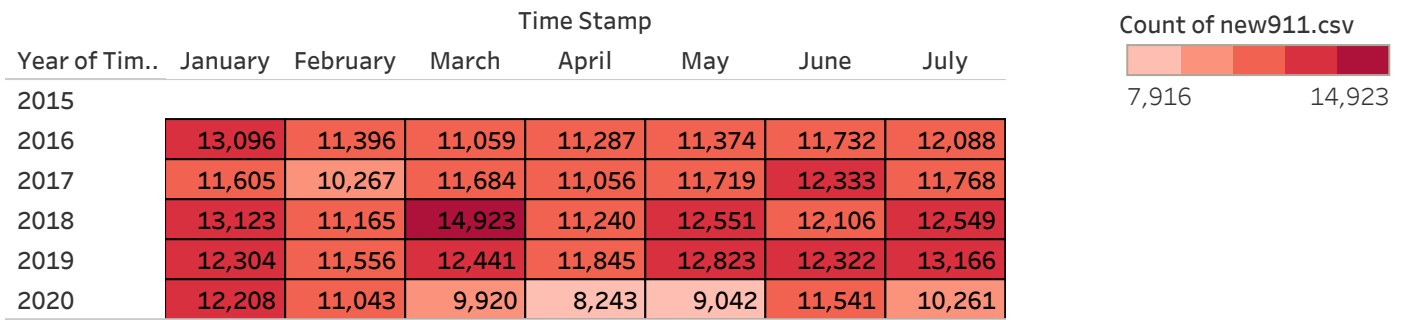 Time Stamp
Count of new911.csv
Year of Tim.. January February March April May June July
7,916 14,923
2015
2016 13,096 11,396 11,059 11,287 11,374 11,732 12,088
2017 11,605 10,267 11,684 11,056 11,719 12,333 11,768
2018 13,123 11,165 14,923 11,240 12,551 12,106 12,549
2019 12,304 11,556 12,441 11,845 12,823 12,322 13,166
2020 12,208 11,043 9,920 8,243 9,042 11,541 10,261